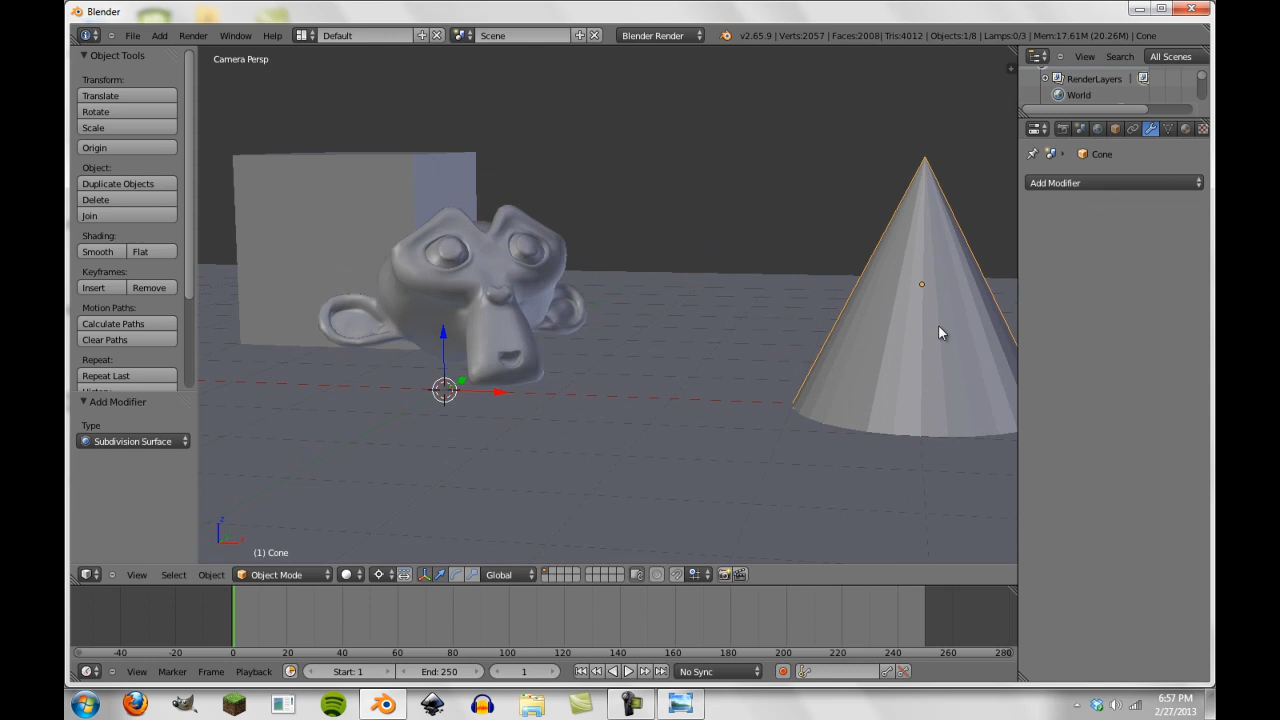 Blender
File Add Render Window Help Default Scene Blender Render v2.65.9 | Verts:2057 | Faces:2008| Tris:4012 | Objects:1/8 | Lamps:0/3 | Mem:17.61M (20.26M) | Cone
Object Tools
Transform:
Translate
Rotate
Scale
Origin
Object:
Duplicate Objects
Delete
Join
Shading:
Smooth Flat
Keyframes:
Insert Remove
Motion Paths:
Calculate Paths
Clear Paths
Repeat:
Repeat Last
Add Modifier
Type
Subdivision Surface
Camera Persp
(1) Cone
View Search All Scenes
RenderLayers |
World
Cone
Add Modifier
View Select Object Object Mode Global
-40 -20 0 20 40 60 80 100 120 140 160 180 200 220 240 260 280
View Marker Frame Playback Start: 1 End: 250 1 No Sync
6:57 PM
2/27/2013